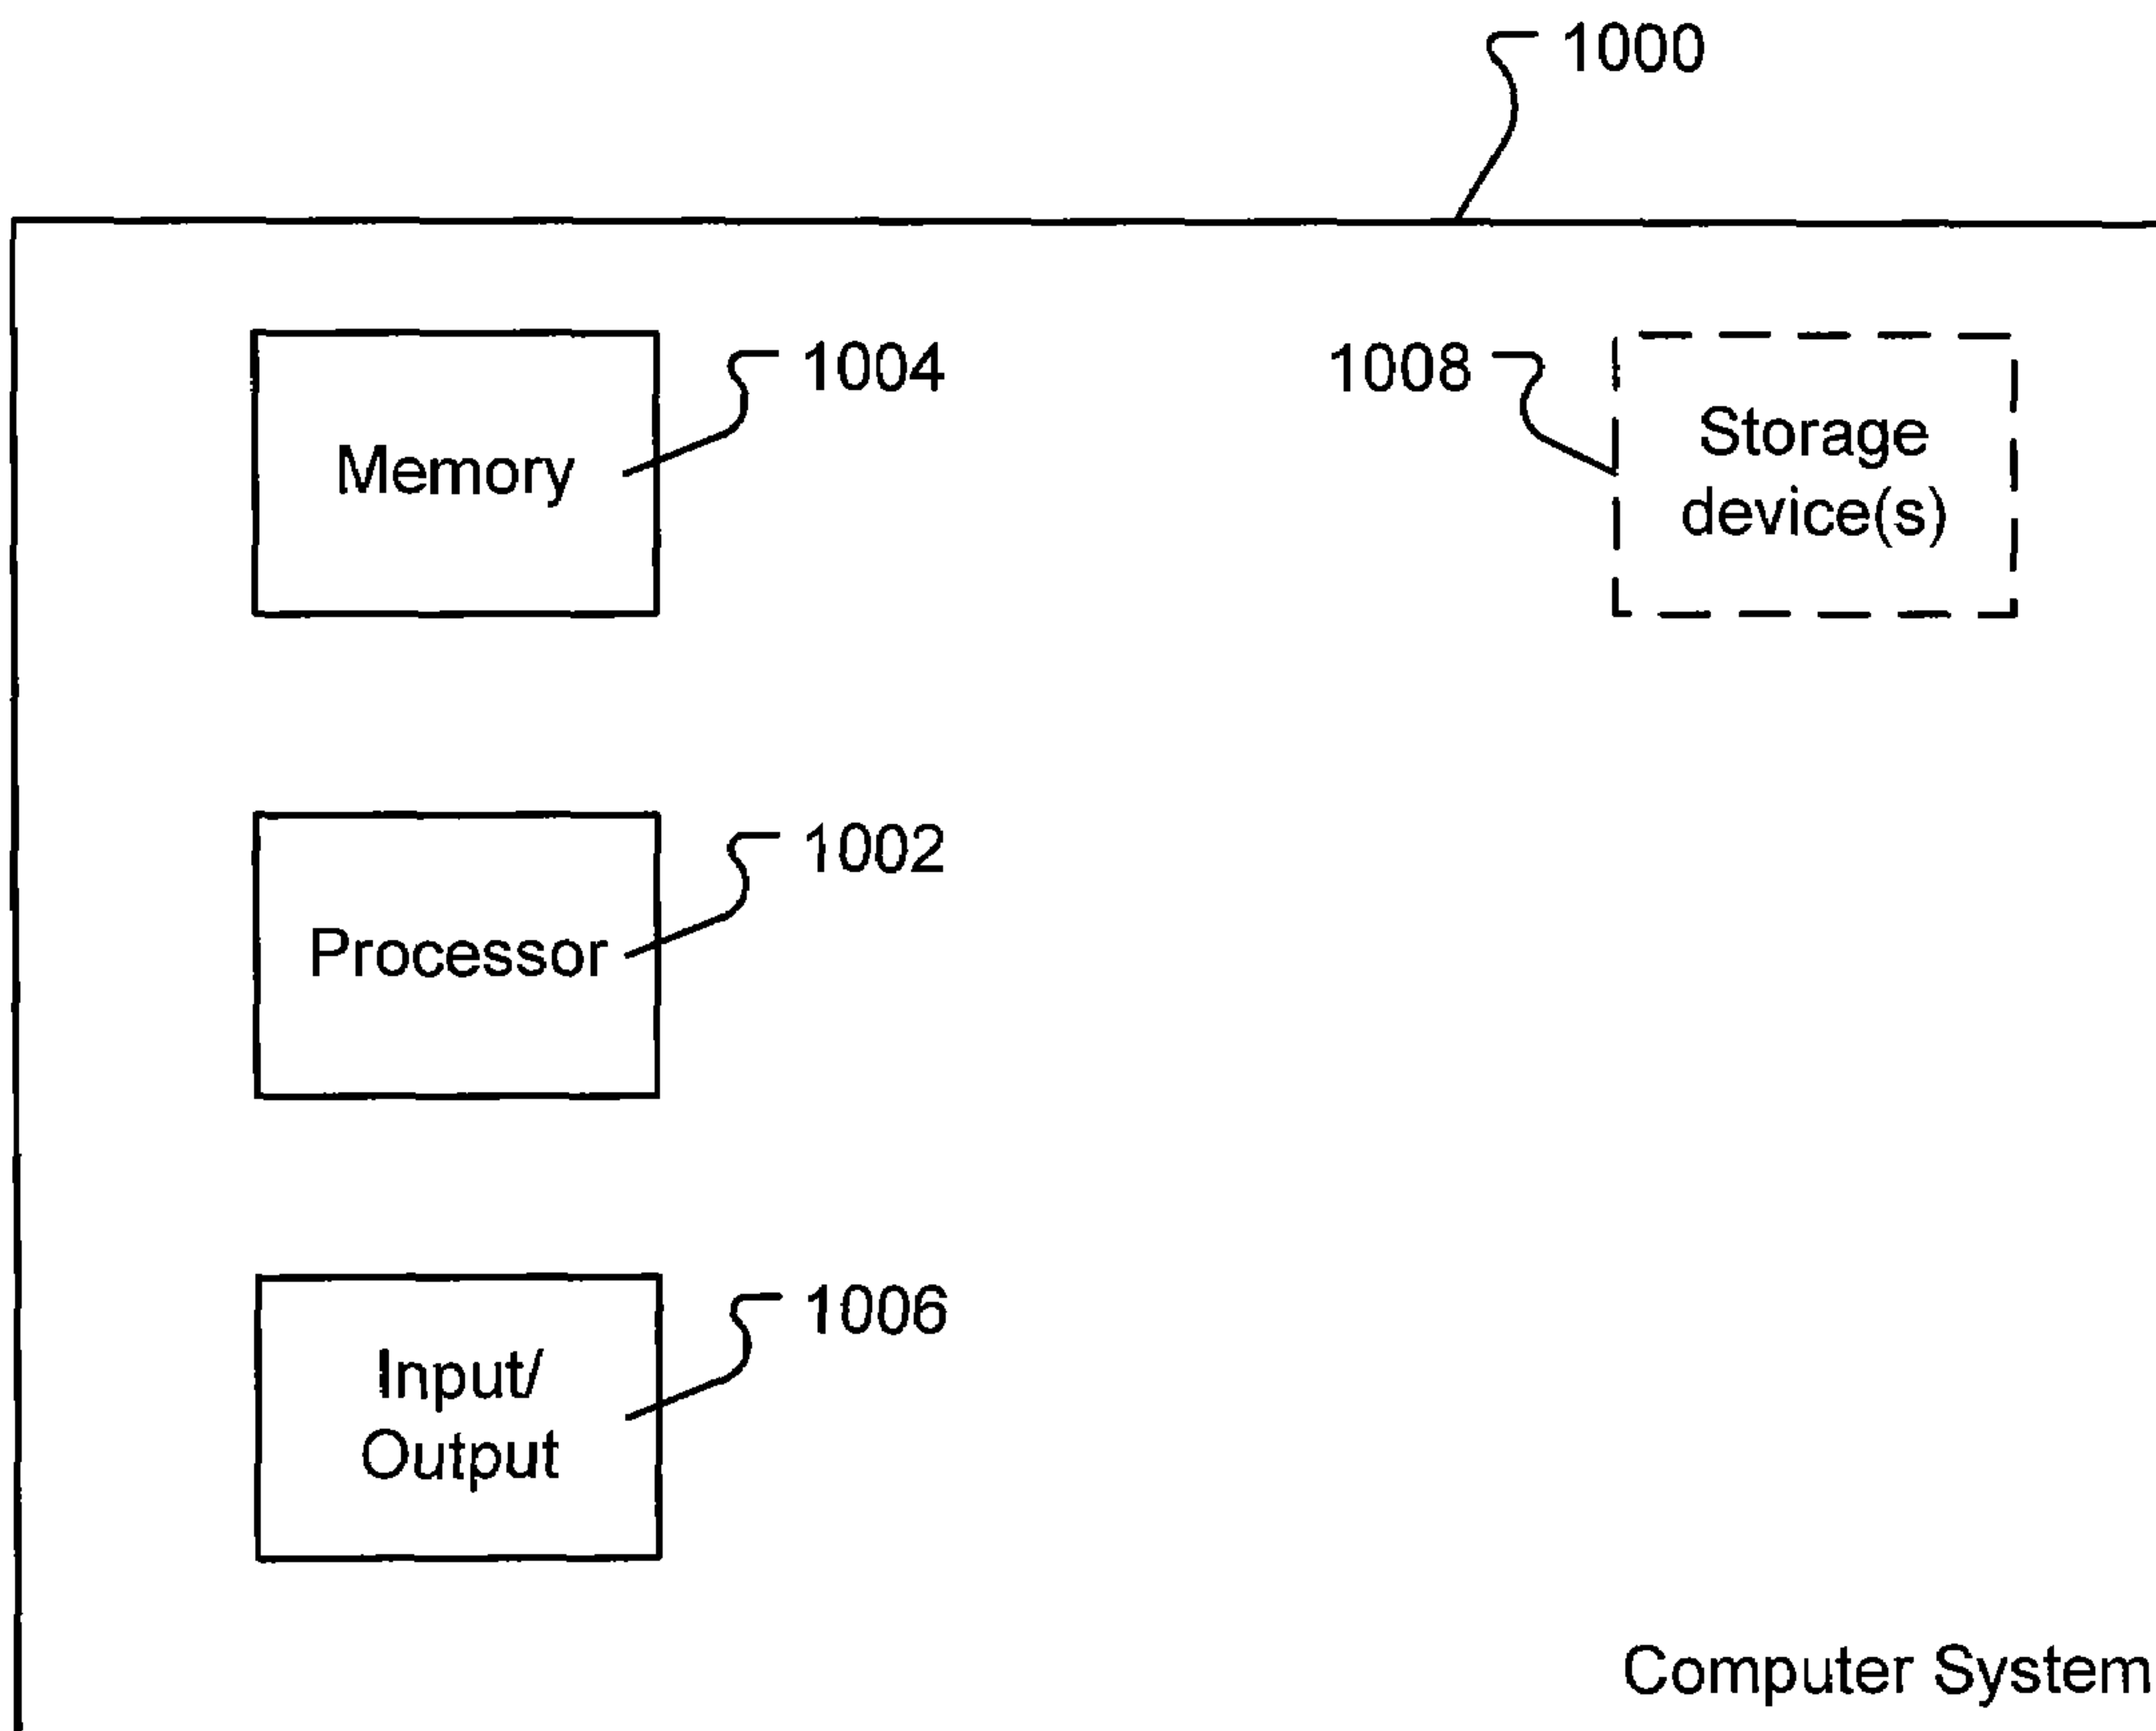 1000
Memory
1004
1008
Storage
device(s)
Processor
1002
Input/
Output
1006
Computer System